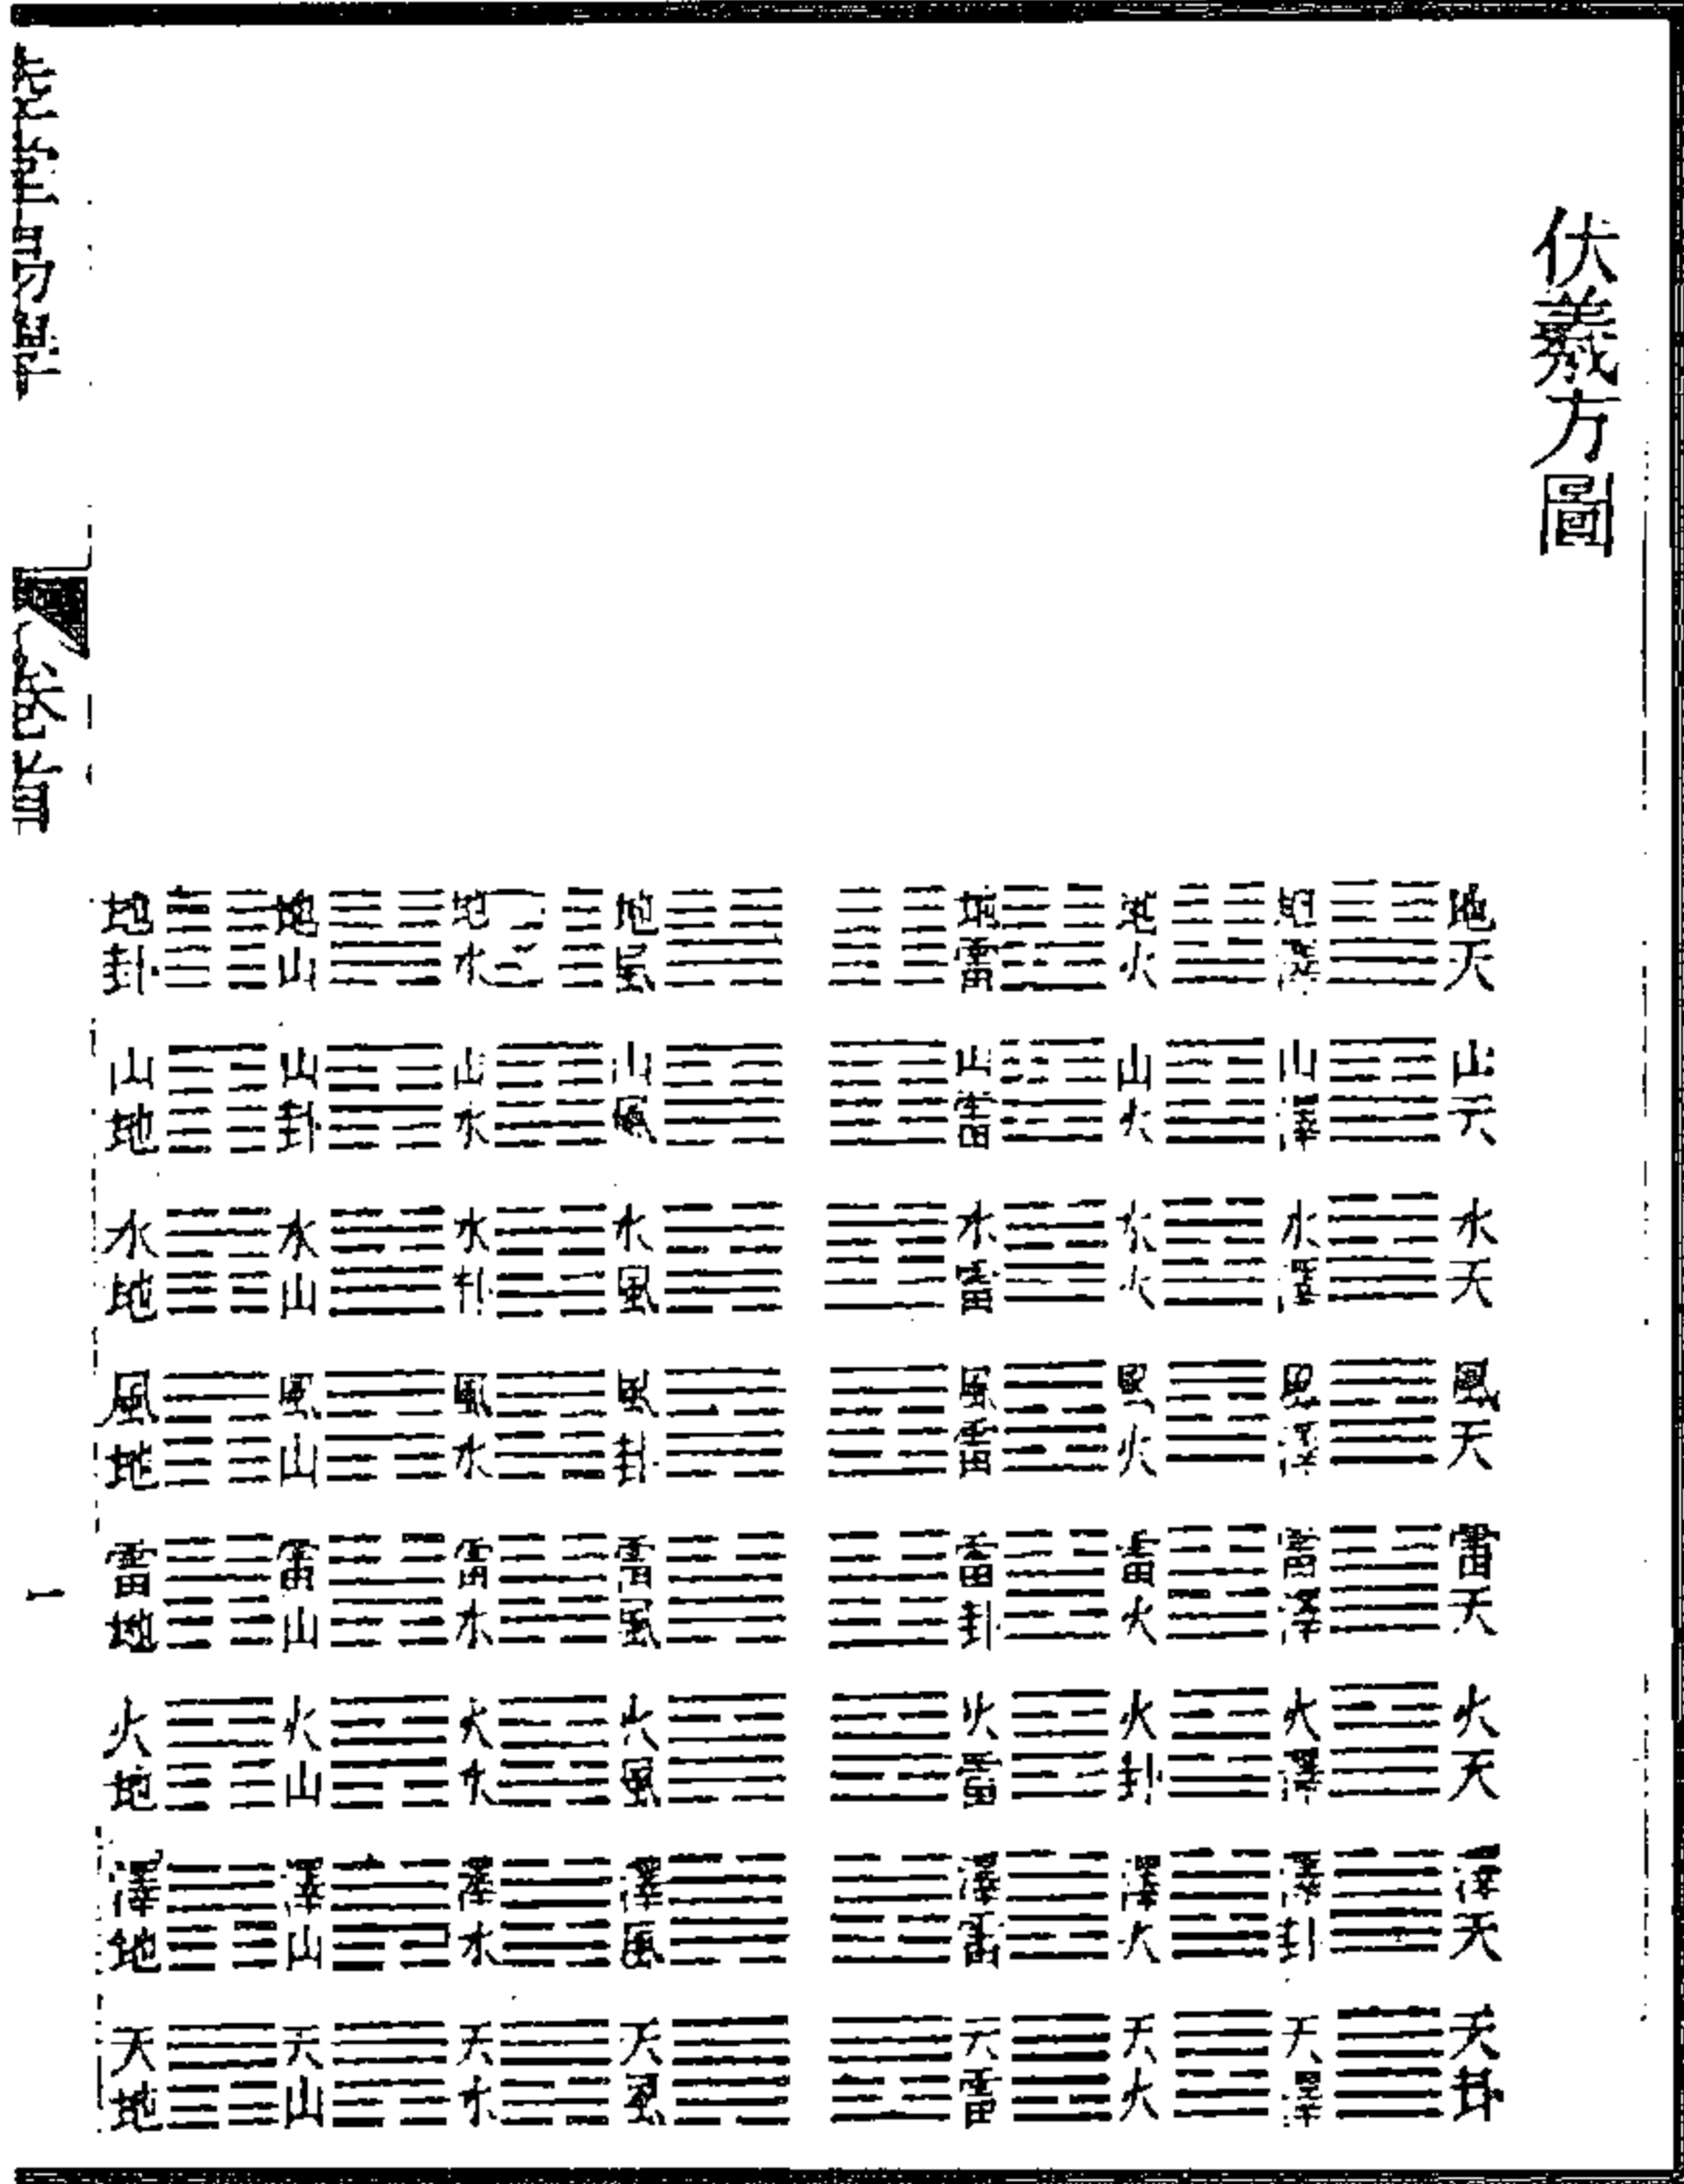 伏羲方圖
地天 山天 水天 風天 雷天 火天 澤天 天卦
地澤 山澤 水澤 風澤 雷澤 火澤 澤卦 天澤
地火 山火 水火 風火 雷火 火卦 澤火 天火
地雷 山雷 水雷 風雷 雷卦 火雷 澤雷 天雷
地風 山風 水風 風卦 雷風 火風 澤風 天風
地水 山水 水卦 風水 雷水 火水 澤水 天水
地山 山卦 水山 風山 雷山 火山 澤山 天山
地卦 山地 水地 風地 雷地 火地 澤地 天地